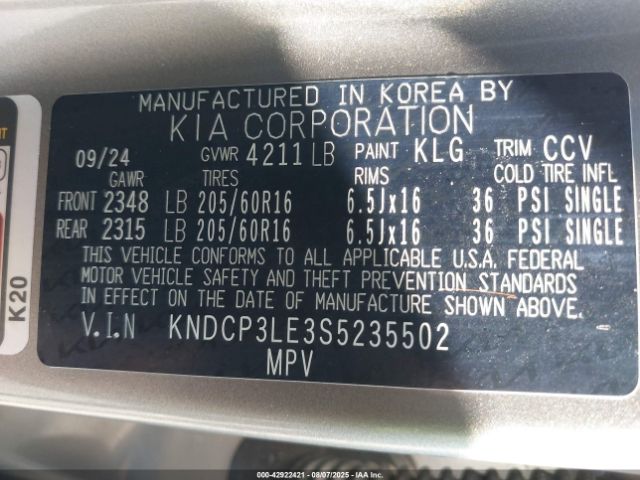 MANUFACTURED IN KOREA BY
KIA CORPORATION
09/24 GVWR 4211 LB PAINT KLG TRIM CCV
GAWR TIRES RIMS COLD TIRE INFL
FRONT 2348 LB 205/60R16 6.5Jx16 36 PSI SINGLE
REAR 2315 LB 205/60R16 6.5Jx16 36 PSI SINGLE
THIS VEHICLE CONFORMS TO ALL APPLICABLE U.S.A. FEDERAL
MOTOR VEHICLE SAFETY AND THEFT PREVENTION STANDARDS
IN EFFECT ON THE DATE OF MANUFACTURE SHOWN ABOVE.
V.I.N KNDCP3LE3S5235502
MPV
K20
000-42922421 - 08/07/2025 - IAAI.com